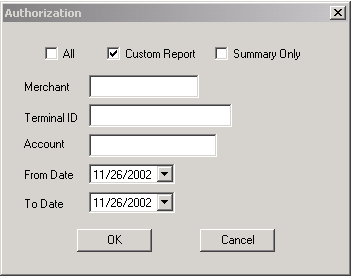 Authorization
All Custom Report Summary Only
Merchant
Terminal ID
Account
From Date 11/26/2002
To Date 11/26/2002
OK Cancel